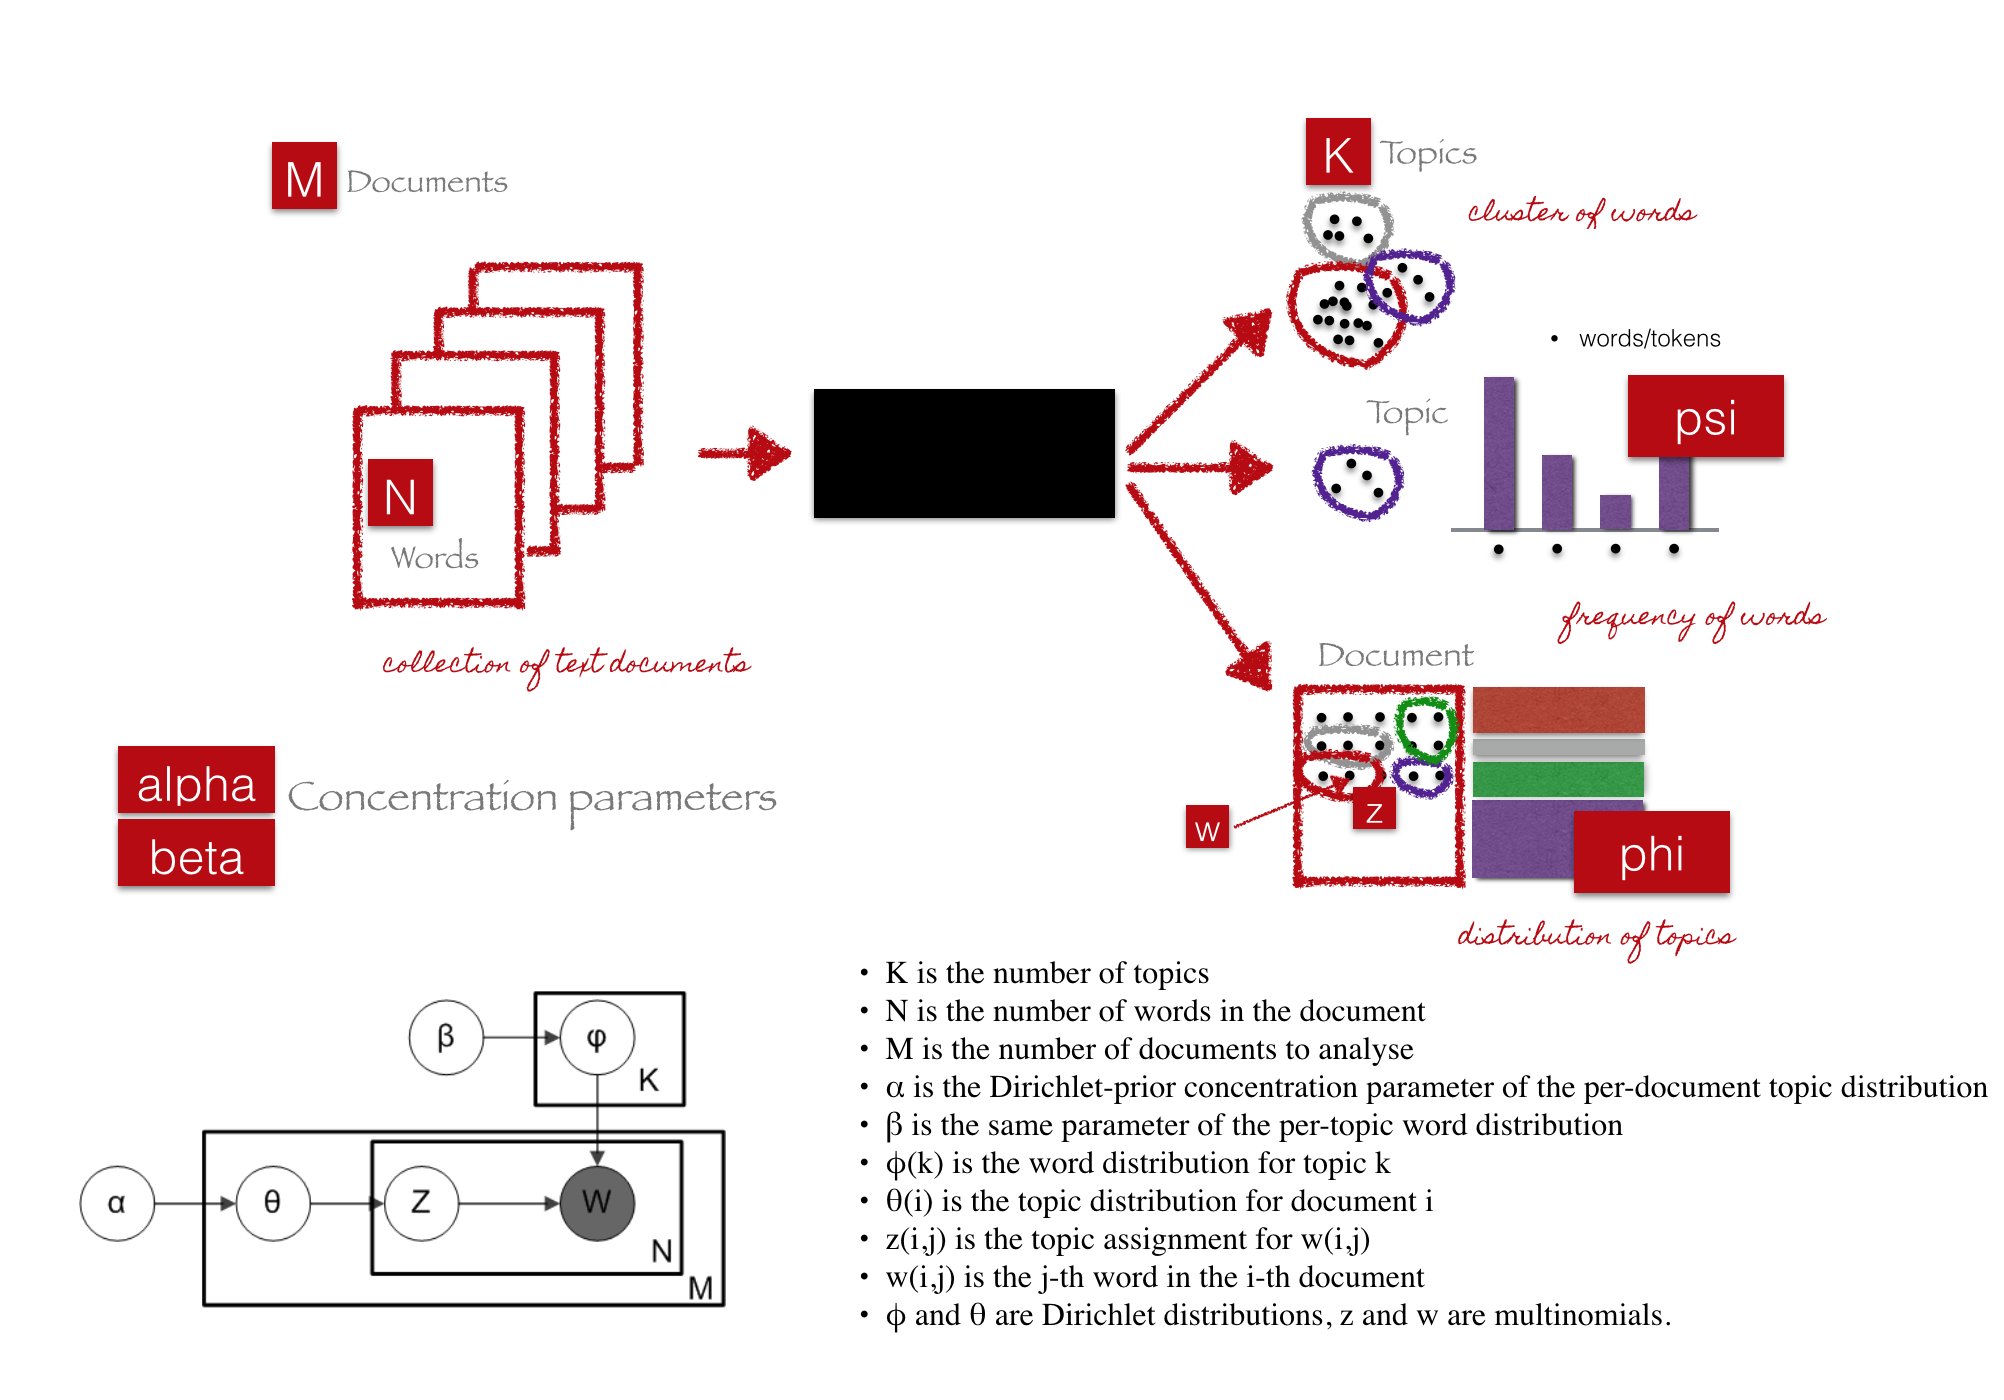 M Documents
N
Words
collection of text documents
alpha
beta
Concentration parameters
K Topics
cluster of words
• words/tokens
Topic
psi
frequency of words
Document
w
z
phi
distribution of topics
β
φ
K
α
θ
Z
W
N
M
• K is the number of topics
• N is the number of words in the document
• M is the number of documents to analyse
• α is the Dirichlet-prior concentration parameter of the per-document topic distribution
• β is the same parameter of the per-topic word distribution
• ϕ(k) is the word distribution for topic k
• θ(i) is the topic distribution for document i
• z(i,j) is the topic assignment for w(i,j)
• w(i,j) is the j-th word in the i-th document
• ϕ and θ are Dirichlet distributions, z and w are multinomials.